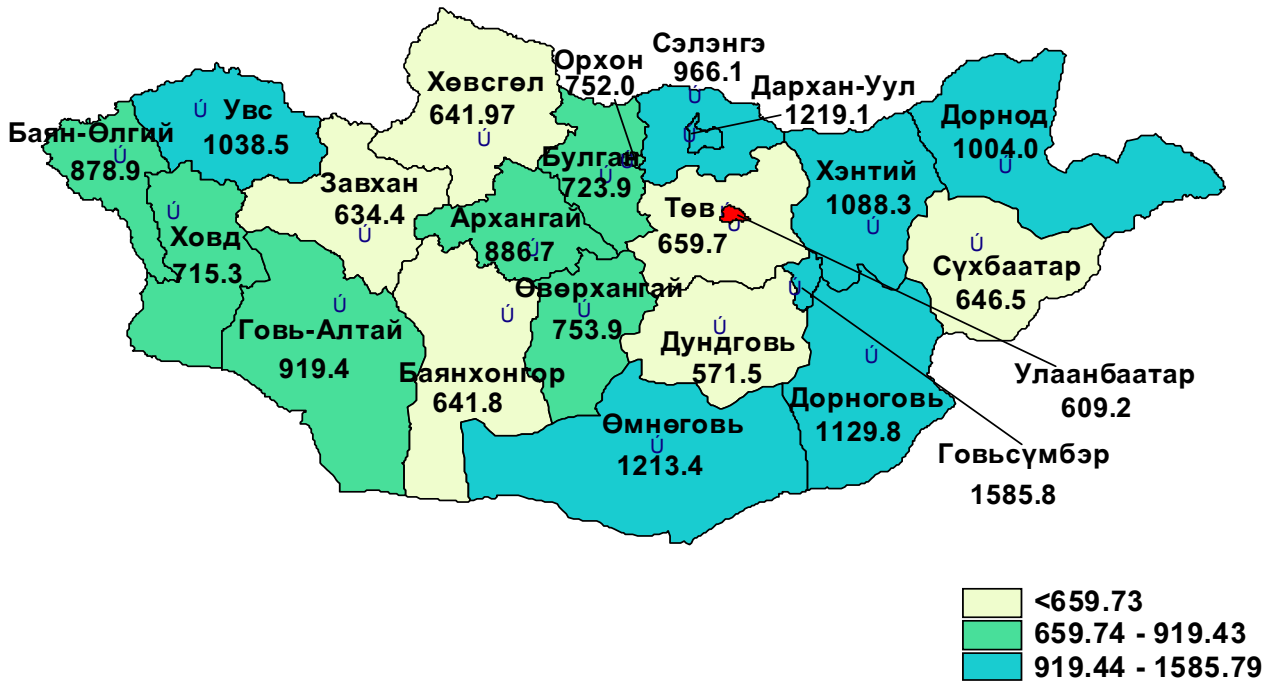 Сэлэнгэ
966.1
Орхон
752.0
Дархан-Уул
1219.1
Хөвсгөл
641.97
Увс
1038.5
Дорнод
1004.0
Баян-Өлгий
878.9
Булган
723.9
Хэнтий
1088.3
Завхан
634.4
Архангай
886.7
Төв
659.7
Ховд
715.3
Сүхбаатар
646.5
Өвөрхангай
753.9
Говь-Алтай
919.4
Дундговь
571.5
Баянхонгор
641.8
Улаанбаатар
609.2
Дорноговь
1129.8
Өмнөговь
1213.4
Говьсүмбэр
1585.8
<659.73
659.74 - 919.43
919.44 - 1585.79